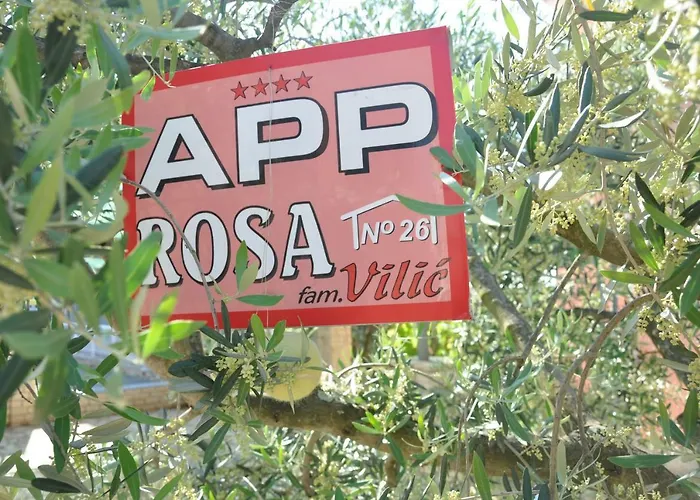 APP
ROSA
No 26
fam. Vilić